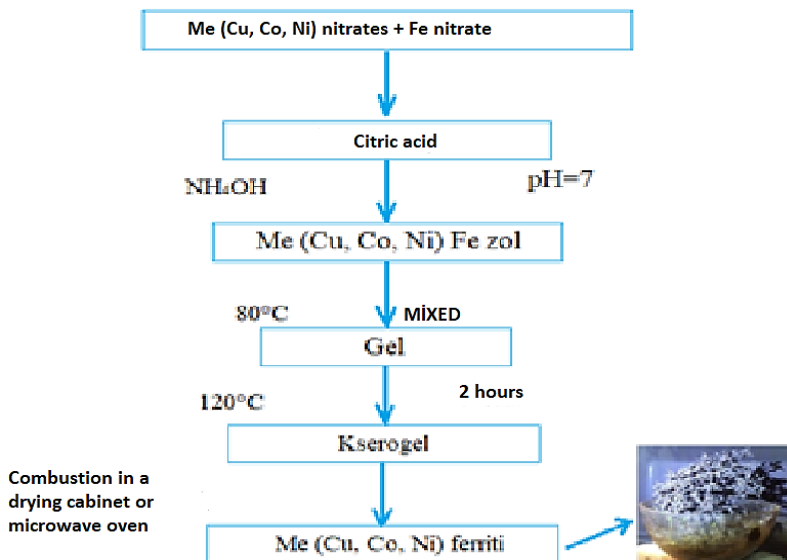 Me (Cu, Co, Ni) nitrates + Fe nitrate
Citric acid
NH₄OH
pH=7
Me (Cu, Co, Ni) Fe zol
80°C
MİXED
Gel
120°C
2 hours
Kserogel
Combustion in a
drying cabinet or
microwave oven
Me (Cu, Co, Ni) ferriti